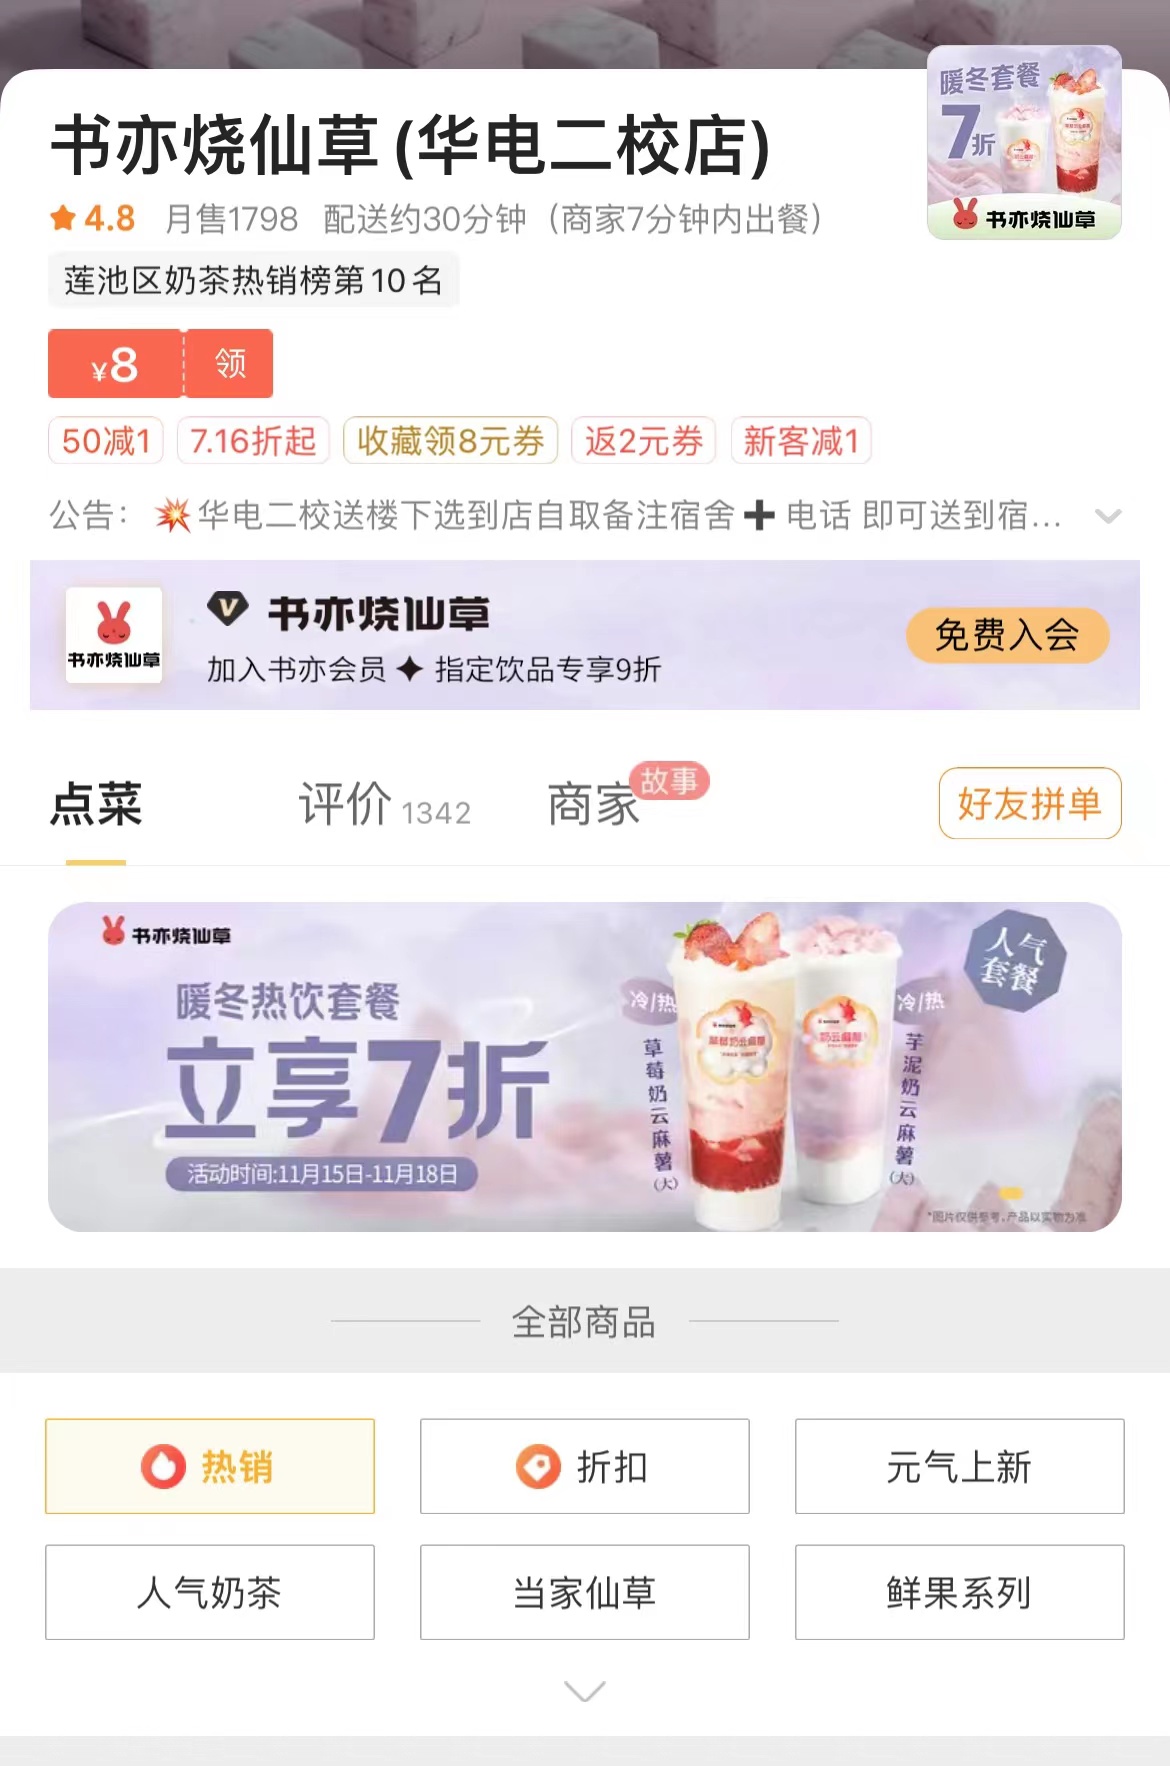 暖冬套餐
7折
书亦烧仙草
书亦烧仙草(华电二校店)
4.8 月售1798 配送约30分钟（商家7分钟内出餐）
莲池区奶茶热销榜第10名
¥8 领
50减1 7.16折起 收藏领8元券 返2元券 新客减1
公告：💥华电二校送楼下选到店自取备注宿舍➕电话 即可送到宿...
书亦烧仙草
V 书亦烧仙草
加入书亦会员✦指定饮品专享9折
免费入会
点菜 评价 1342 商家 故事 好友拼单
书亦烧仙草
暖冬热饮套餐
立享7折
活动时间:11月15日-11月18日
冷|热
草莓奶云麻薯(大)
冷|热
芋泥奶云麻薯(大)
人气套餐
*图片仅供参考,产品以实物为准
全部商品
热销 折扣 元气上新
人气奶茶 当家仙草 鲜果系列